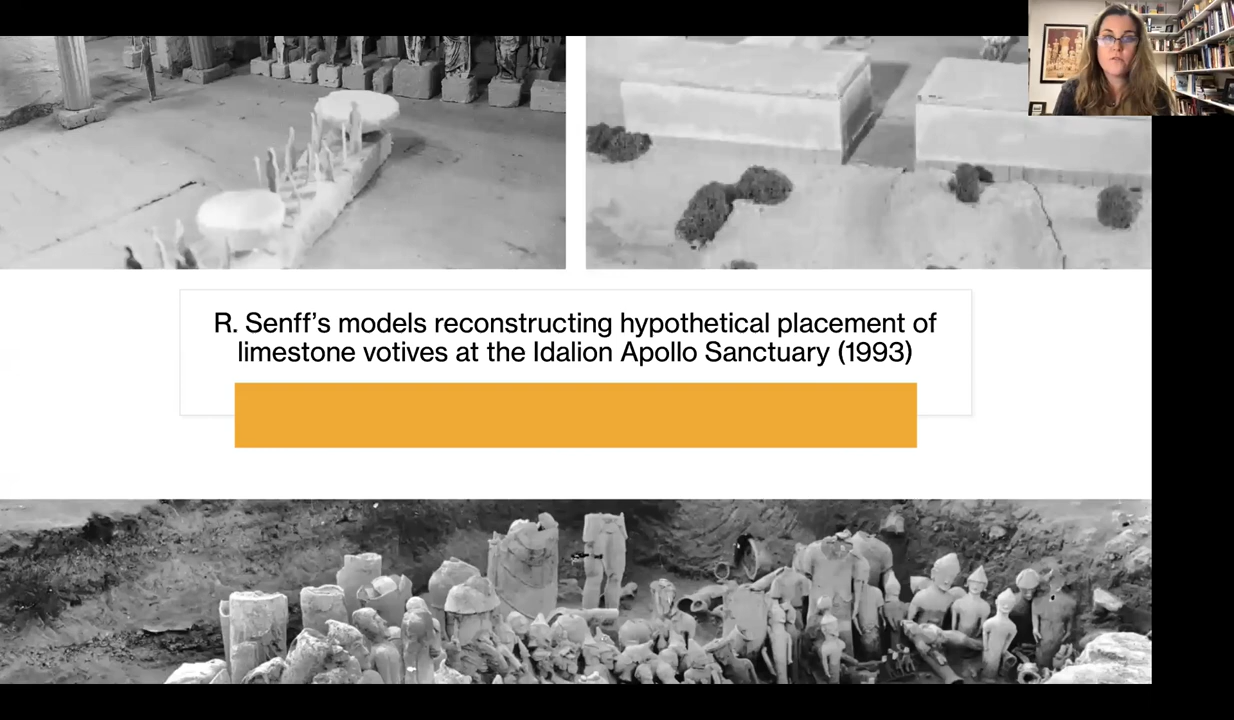 R. Senff’s models reconstructing hypothetical placement of
limestone votives at the Idalion Apollo Sanctuary (1993)